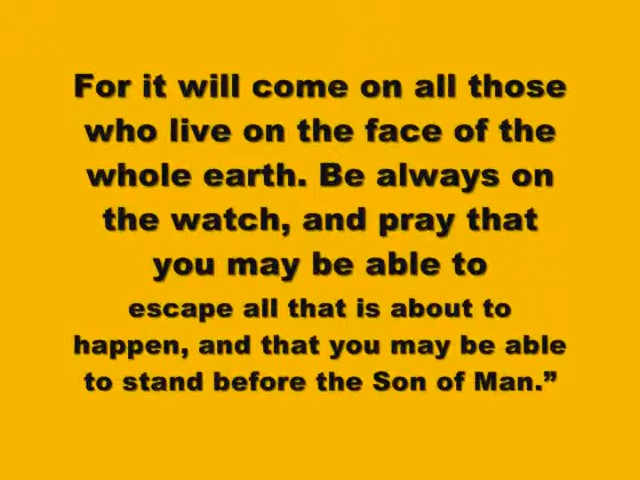 For it will come on all those
who live on the face of the
whole earth. Be always on
the watch, and pray that
you may be able to
escape all that is about to
happen, and that you may be able
to stand before the Son of Man.”